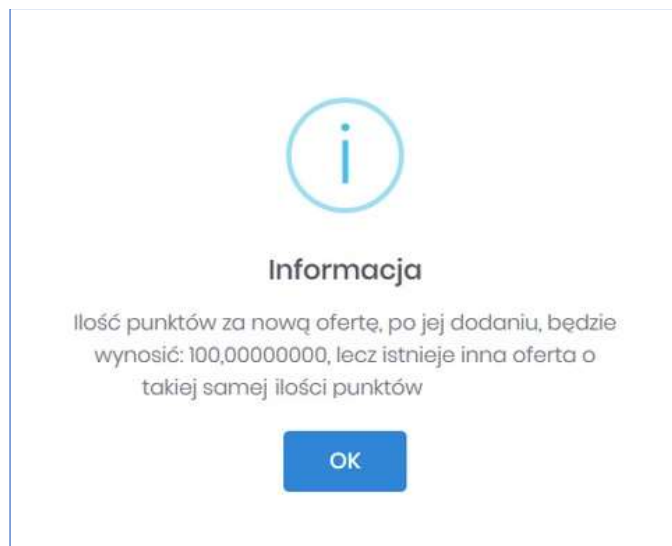 i
Informacja
Ilość punktów za nową ofertę, po jej dodaniu, będzie
wynosić: 100,00000000, lecz istnieje inna oferta o
takiej samej ilości punktów
OK